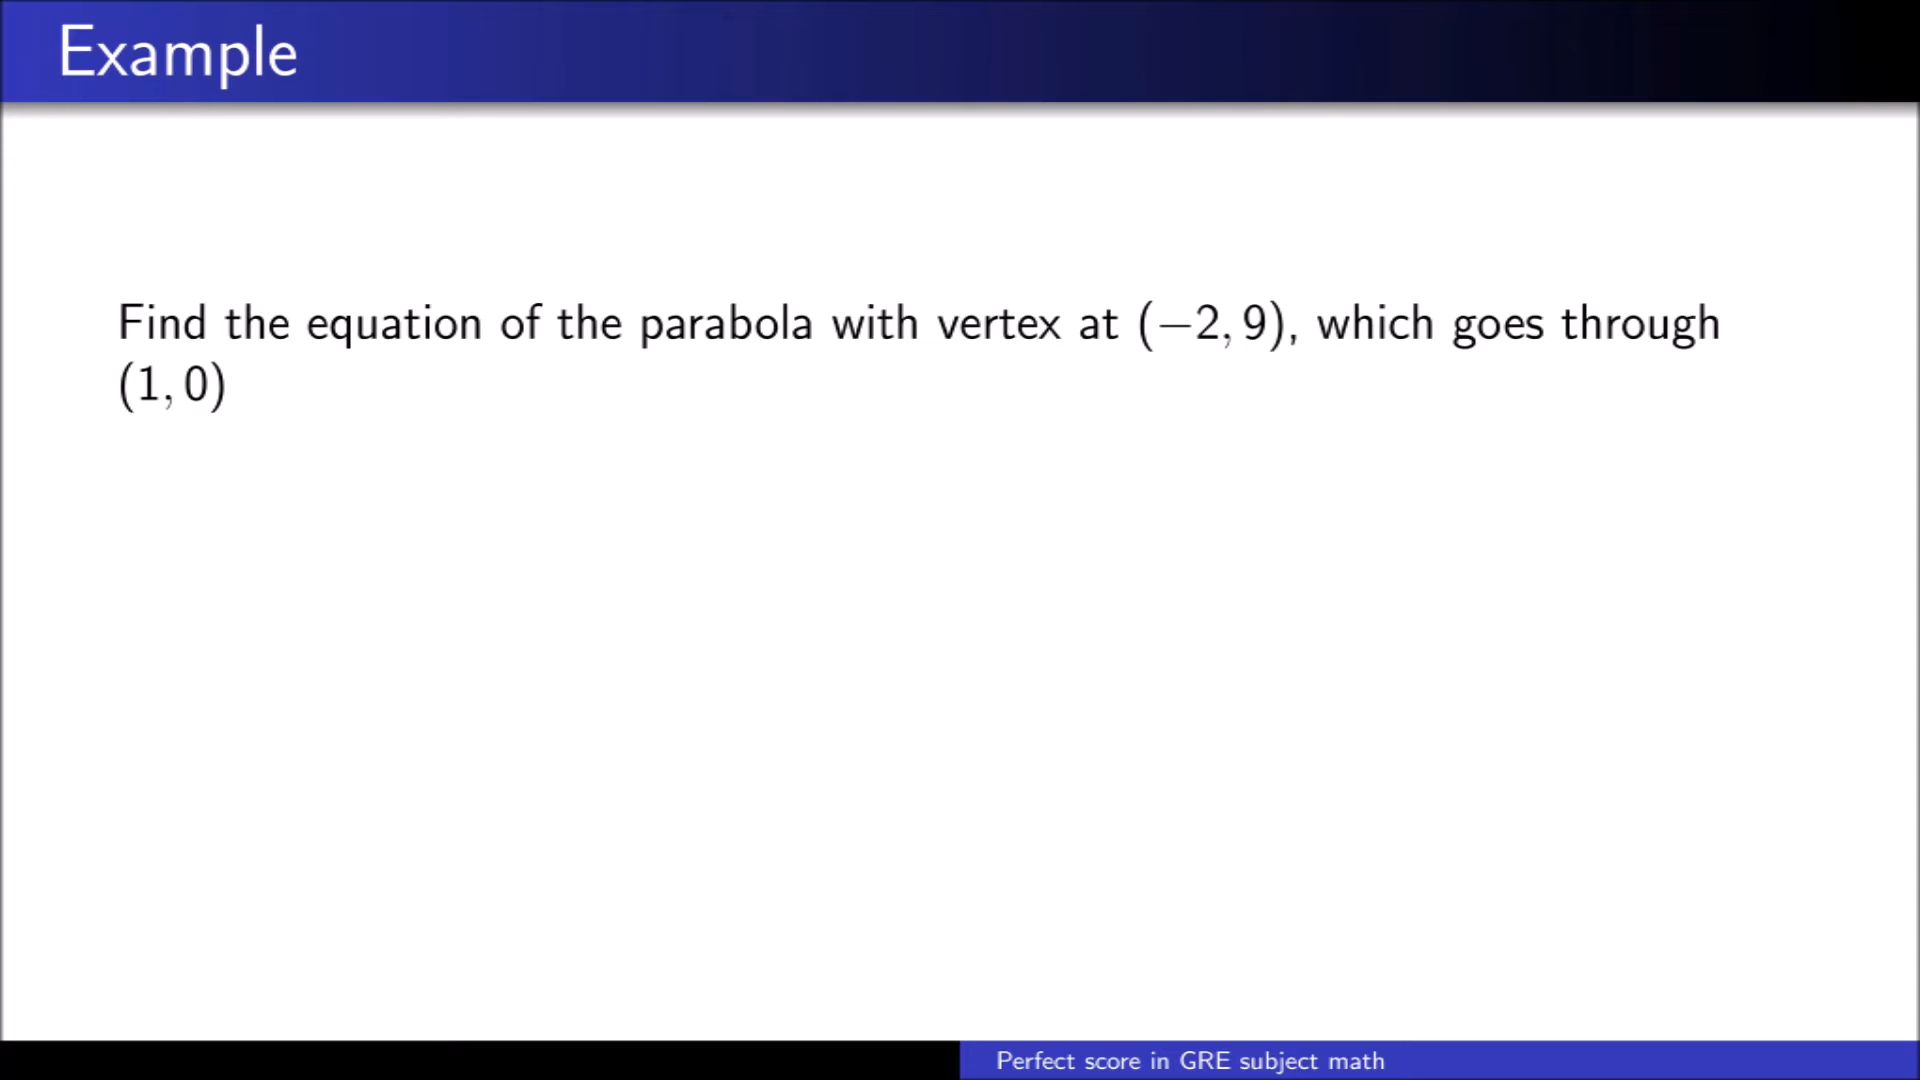 Example
Find the equation of the parabola with vertex at (−2, 9), which goes through
(1, 0)
Perfect score in GRE subject math